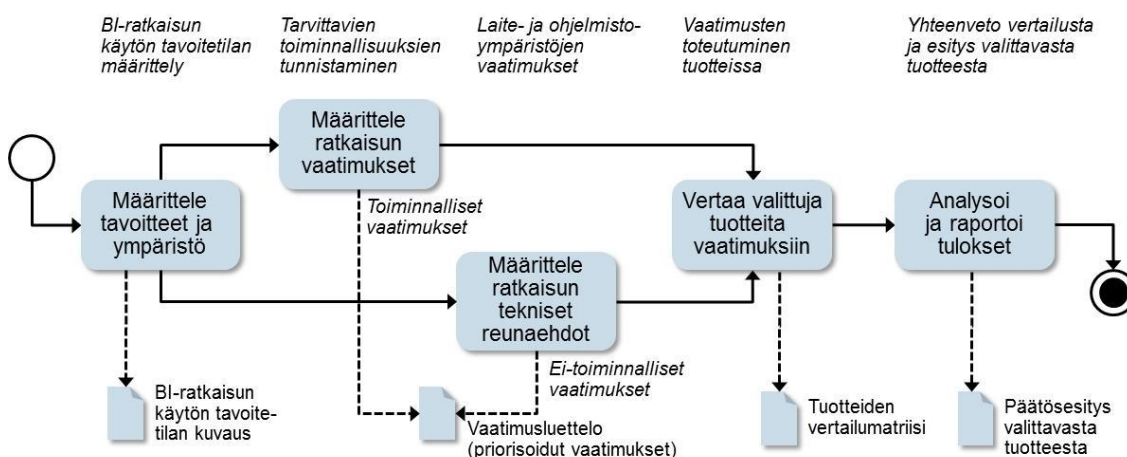 BI-ratkaisun
käytön tavoitetilan
määrittely
Tarvittavien
toiminnallisuuksien
tunnistaminen
Laite- ja ohjelmisto-
ympäristöjen
vaatimukset
Vaatimusten
toteutuminen
tuotteissa
Yhteenveto vertailusta
ja esitys valittavasta
tuotteesta
Määrittele
ratkaisun
vaatimukset
Määrittele
tavoitteet ja
ympäristö
Toiminnalliset
vaatimukset
Vertaa valittuja
tuotteita
vaatimuksiin
Analysoi
ja raportoi
tulokset
Määrittele
ratkaisun
tekniset
reunaehdot
Ei-toiminnalliset
vaatimukset
BI-ratkaisun
käytön tavoite-
tilan kuvaus
Vaatimusluettelo
(priorisoidut vaatimukset)
Tuotteiden
vertailumatriisi
Päätösesitys
valittavasta
tuotteesta